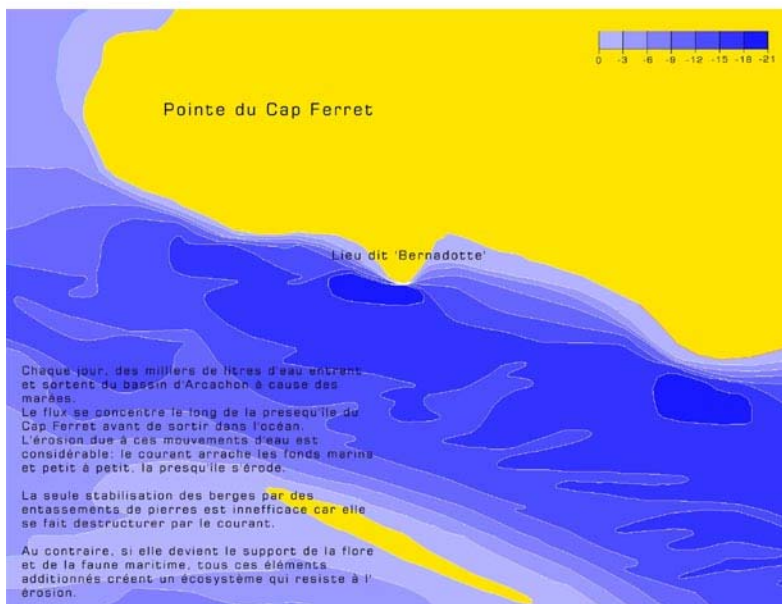 0 -3 -6 -9 -12 -15 -18 -21
Pointe du Cap Ferret
Lieu dit 'Bernadotte'
Chaque jour, des milliers de litres d'eau entrent
et sortent du bassin d'Arcachon à cause des
marées.
Le flux se concentre le long de la presequ'ile du
Cap Ferret avant de sortir dans l'océan.
L'érosion due à ces mouvements d'eau est
considérable: le courant arrache les fonds marins
et petit à petit, la presqu'ile s'érode.
La seule stabilisation des berges par des
entassements de pierres est innefficace car elle
se fait destructurer par le courant.
Au contraire, si elle devient le support de la flore
et de la faune maritime, tous ces éléments
additionnés créent un écosystème qui resiste à l'
érosion.